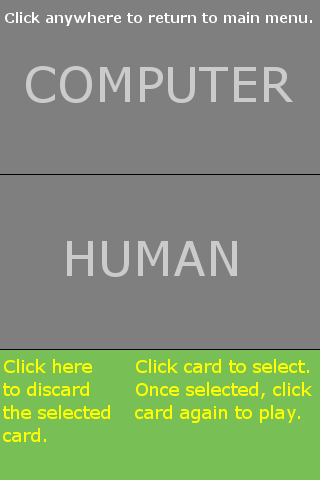 Click anywhere to return to main menu.
COMPUTER
HUMAN
Click here
to discard
the selected
card.
Click card to select.
Once selected, click
card again to play.